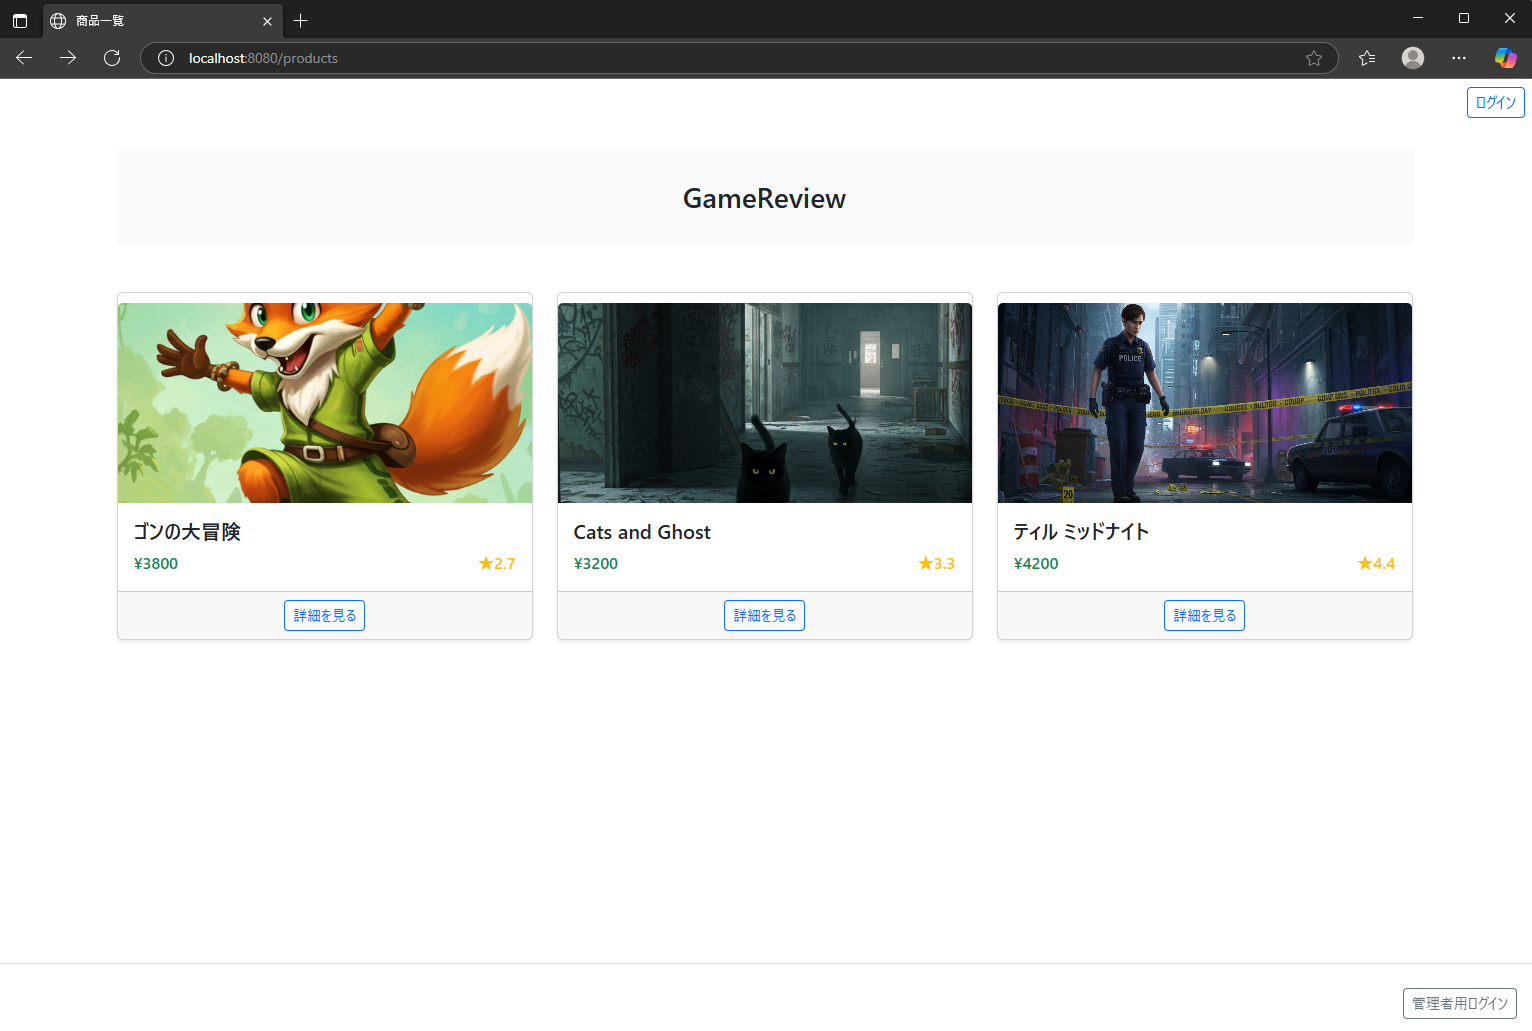 商品一覧
localhost:8080/products
ログイン
GameReview
POLICE
20
ゴンの大冒険
¥3800
★2.7
詳細を見る
Cats and Ghost
¥3200
★3.3
詳細を見る
ティル ミッドナイト
¥4200
★4.4
詳細を見る
管理者用ログイン